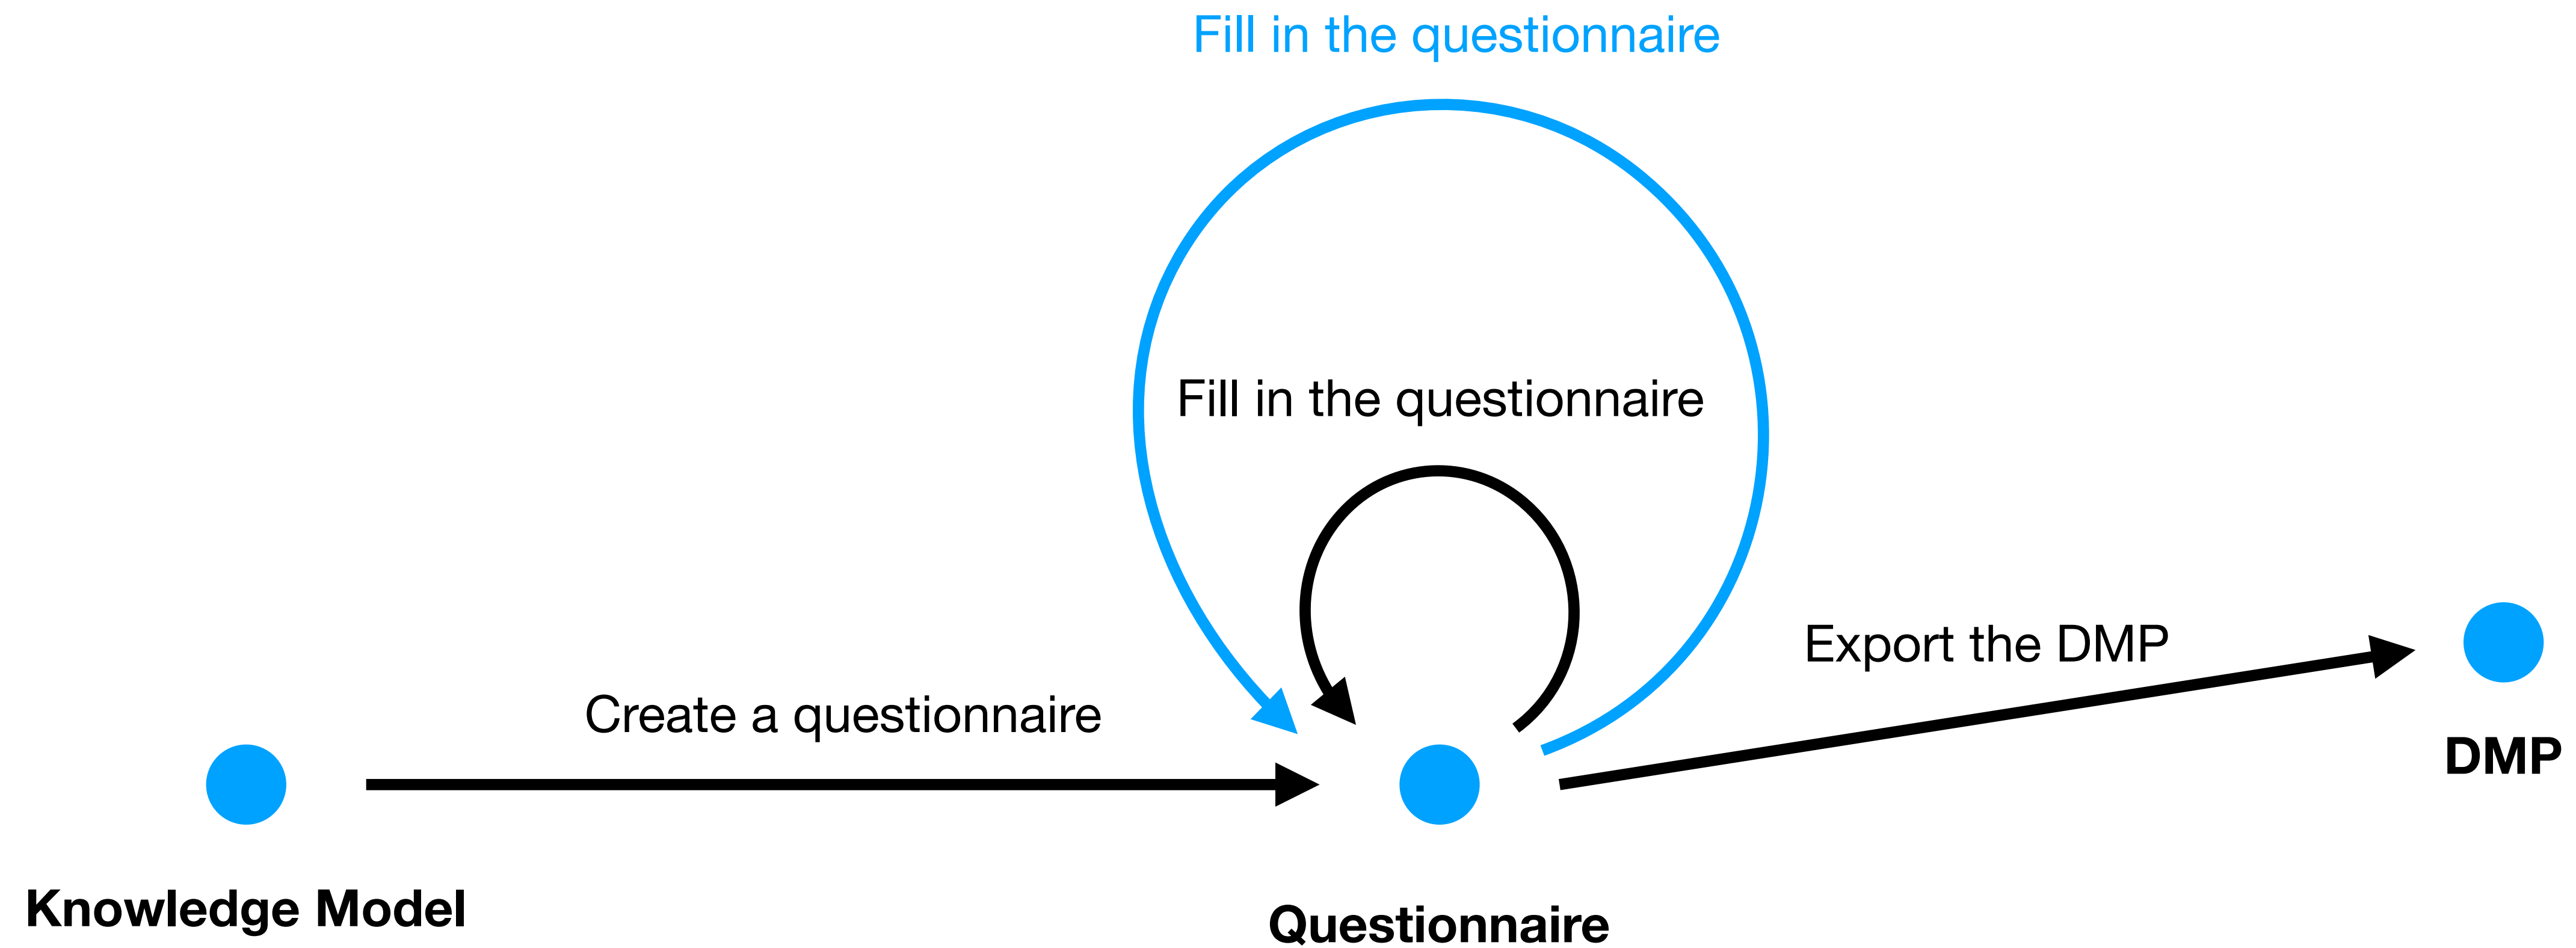 Fill in the questionnaire
Fill in the questionnaire
Export the DMP
Create a questionnaire
DMP
Knowledge Model
Questionnaire